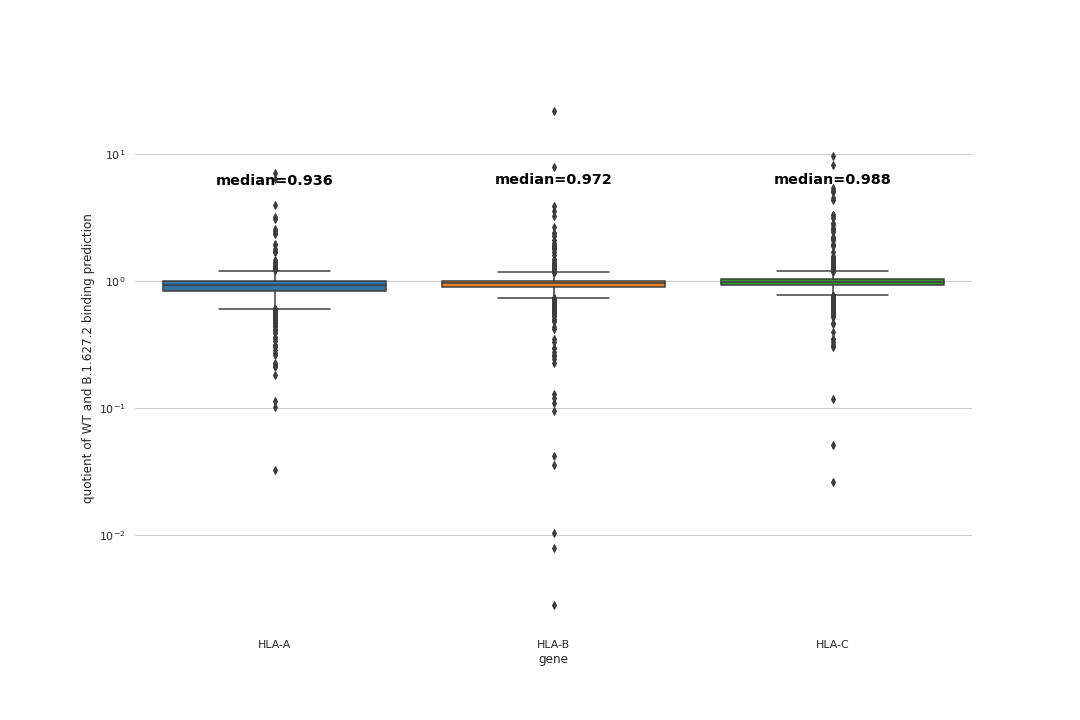 10¹
median=0.936 median=0.972 median=0.988
10⁰
quotient of WT and B.1.627.2 binding prediction
10⁻¹
10⁻²
HLA-A HLA-B HLA-C
gene